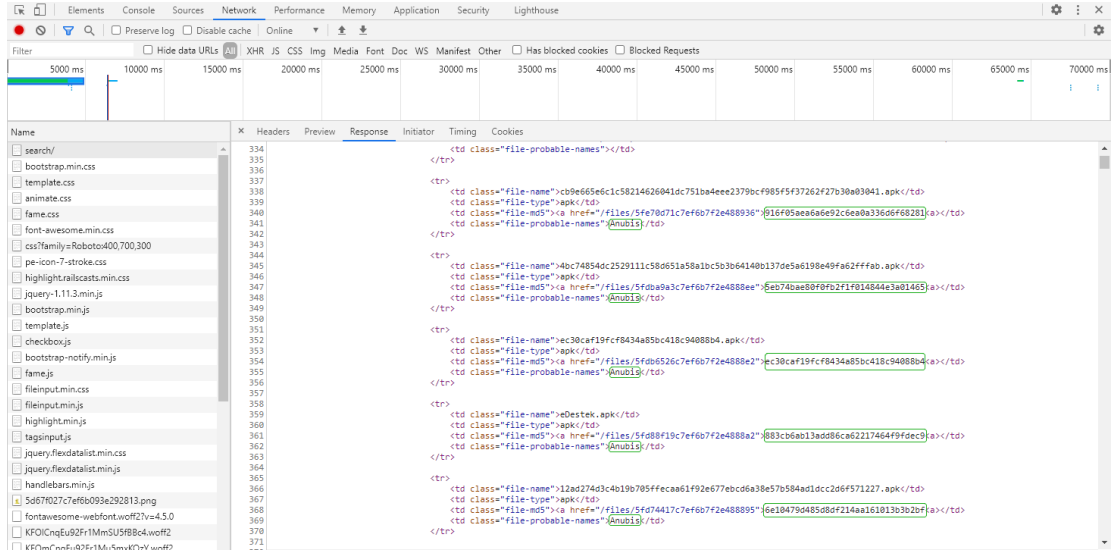 Elements Console Sources Network Performance Memory Application Security Lighthouse
Preserve log Disable cache Online
Filter Hide data URLs All XHR JS CSS Img Media Font Doc WS Manifest Other Has blocked cookies Blocked Requests
5000 ms 10000 ms 15000 ms 20000 ms 25000 ms 30000 ms 35000 ms 40000 ms 45000 ms 50000 ms 55000 ms 60000 ms 65000 ms 70000 ms
Name
search/
bootstrap.min.css
template.css
animate.css
fame.css
font-awesome.min.css
css?family=Roboto:400,700,300
pe-icon-7-stroke.css
highlight.railscasts.min.css
jquery-1.11.3.min.js
bootstrap.min.js
template.js
checkbox.js
bootstrap-notify.min.js
fame.js
fileinput.min.css
fileinput.min.js
highlight.min.js
tagsinput.js
jquery.flexdatalist.min.css
jquery.flexdatalist.min.js
handlebars.min.js
5d67f027c7ef6b093e292813.png
fontawesome-webfont.woff2?v=4.5.0
KFOlCnqEu92Fr1MmSU5fBBc4.woff2
KFOmCnqEu92Fr1Mu5mxKOzY.woff2
× Headers Preview Response Initiator Timing Cookies
334 <td class="file-probable-names"></td>
335 </tr>
336
337 <tr>
338 <td class="file-name">cb9e665e6c1c58214626041dc751ba4eee2379bcf985f5f37262f27b30a03041.apk</td>
339 <td class="file-type">apk</td>
340 <td class="file-md5"><a href="/files/5fe70d71c7ef6b7f2e488936">916f05aea6a6e92c6ea0a336d6f68281<a></td>
341 <td class="file-probable-names">Anubis</td>
342 </tr>
343
344 <tr>
345 <td class="file-name">4bc74854dc2529111c58d651a58a1bc5b3b64140b137de5a6198e49fa62fffab.apk</td>
346 <td class="file-type">apk</td>
347 <td class="file-md5"><a href="/files/5fdba9a3c7ef6b7f2e4888ee">5eb74bae80f0fb2f1f014844e3a01465<a></td>
348 <td class="file-probable-names">Anubis</td>
349 </tr>
350
351 <tr>
352 <td class="file-name">ec30caf19fcf8434a85bc418c94088b4.apk</td>
353 <td class="file-type">apk</td>
354 <td class="file-md5"><a href="/files/5fdb6526c7ef6b7f2e4888e2">ec30caf19fcf8434a85bc418c94088b4<a></td>
355 <td class="file-probable-names">Anubis</td>
356 </tr>
357
358 <tr>
359 <td class="file-name">eDestek.apk</td>
360 <td class="file-type">apk</td>
361 <td class="file-md5"><a href="/files/5fd88f19c7ef6b7f2e4888a2">883cb6ab13add86ca62217464f9fdec9<a></td>
362 <td class="file-probable-names">Anubis</td>
363 </tr>
364
365 <tr>
366 <td class="file-name">12ad274d3c4b19b705ffecaa61f92e677ebcd6a38e57b584ad1dcc2d6f571227.apk</td>
367 <td class="file-type">apk</td>
368 <td class="file-md5"><a href="/files/5fd74417c7ef6b7f2e488895">6e10479d485d8df214aa161013b3b2bf<a></td>
369 <td class="file-probable-names">Anubis</td>
370 </tr>
371